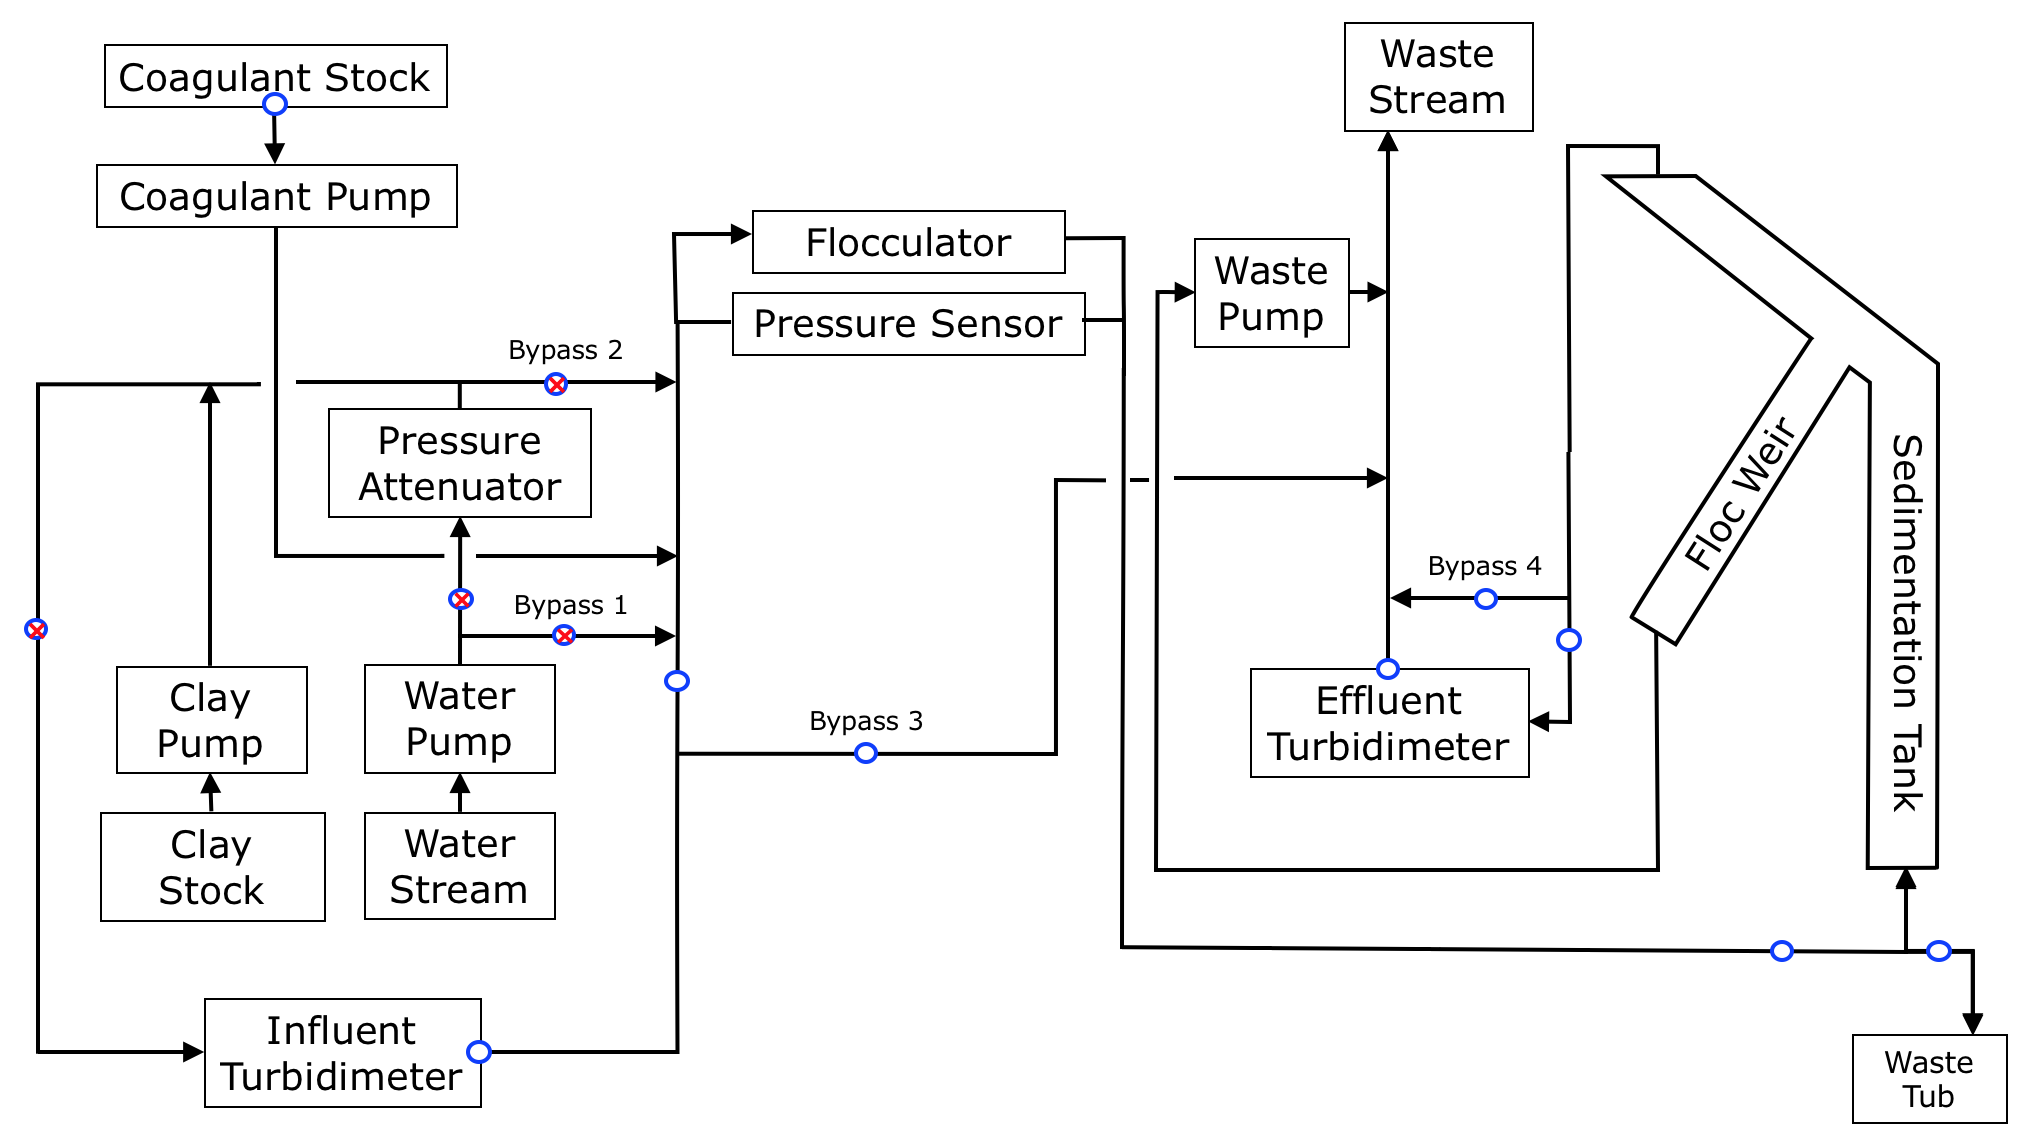 Coagulant Stock
Coagulant Pump
Waste
Stream
Flocculator
Pressure Sensor
Waste
Pump
Bypass 2
Pressure
Attenuator
Bypass 1
Clay
Pump
Water
Pump
Clay
Stock
Water
Stream
Bypass 3
Bypass 4
Effluent
Turbidimeter
Floc Weir
Sedimentation Tank
Influent
Turbidimeter
Waste
Tub